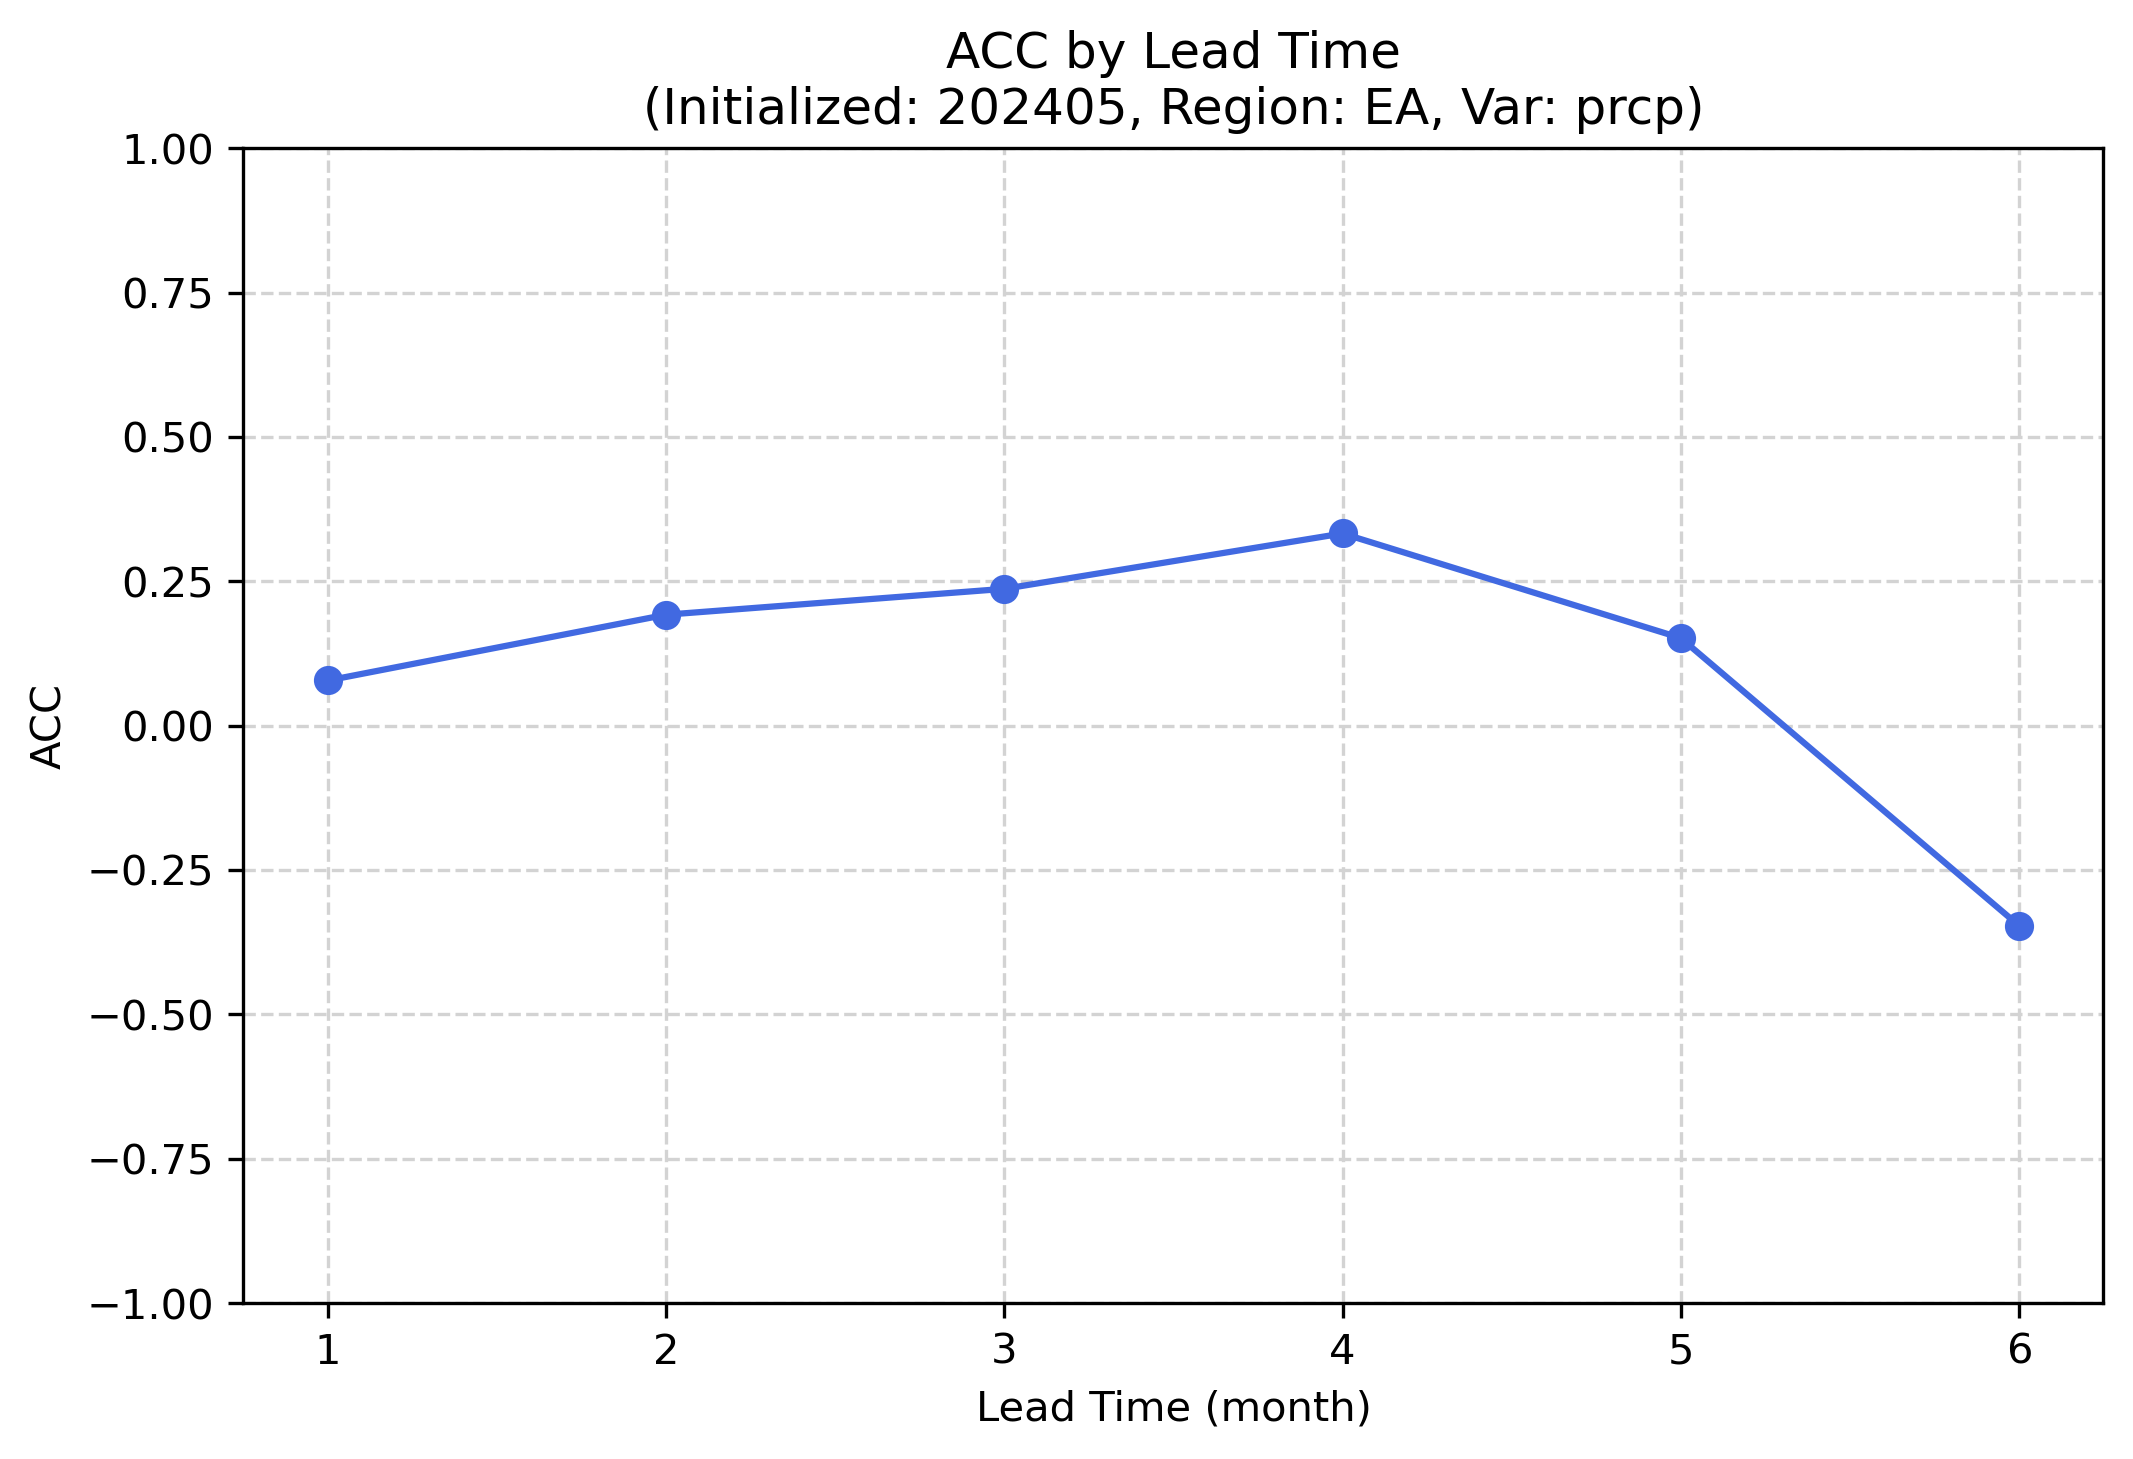 ACC by Lead Time
(Initialized: 202405, Region: EA, Var: prcp)
1.00
0.75
0.50
0.25
0.00
−0.25
−0.50
−0.75
−1.00
ACC
1 2 3 4 5 6
Lead Time (month)